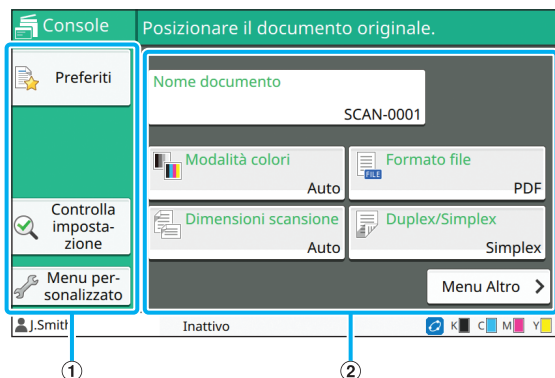 Console
Posizionare il documento originale.
Preferiti
Nome documento
SCAN-0001
Modalità colori
Auto
FILE
Formato file
PDF
Controlla
imposta-
zione
Dimensioni scansione
Auto
Duplex/Simplex
Simplex
Menu per-
sonalizzato
Menu Altro
J.Smith
Inattivo
K C M Y
1
2